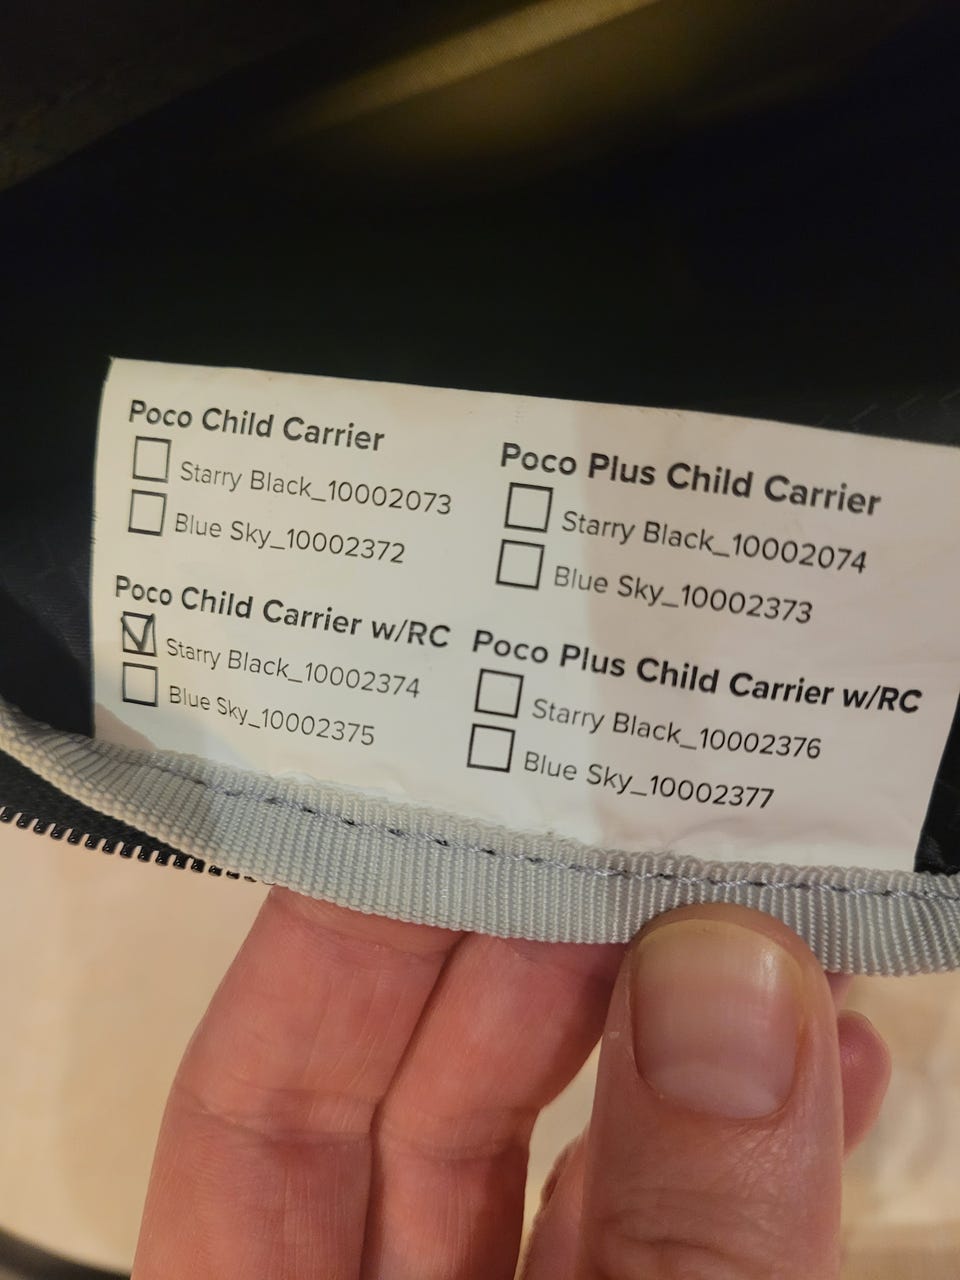 Poco Child Carrier
Starry Black_10002073
Blue Sky_10002372
Poco Child Carrier w/RC
Starry Black_10002374
Blue Sky_10002375
Poco Plus Child Carrier
Starry Black_10002074
Blue Sky_10002373
Poco Plus Child Carrier w/RC
Starry Black_10002376
Blue Sky_10002377